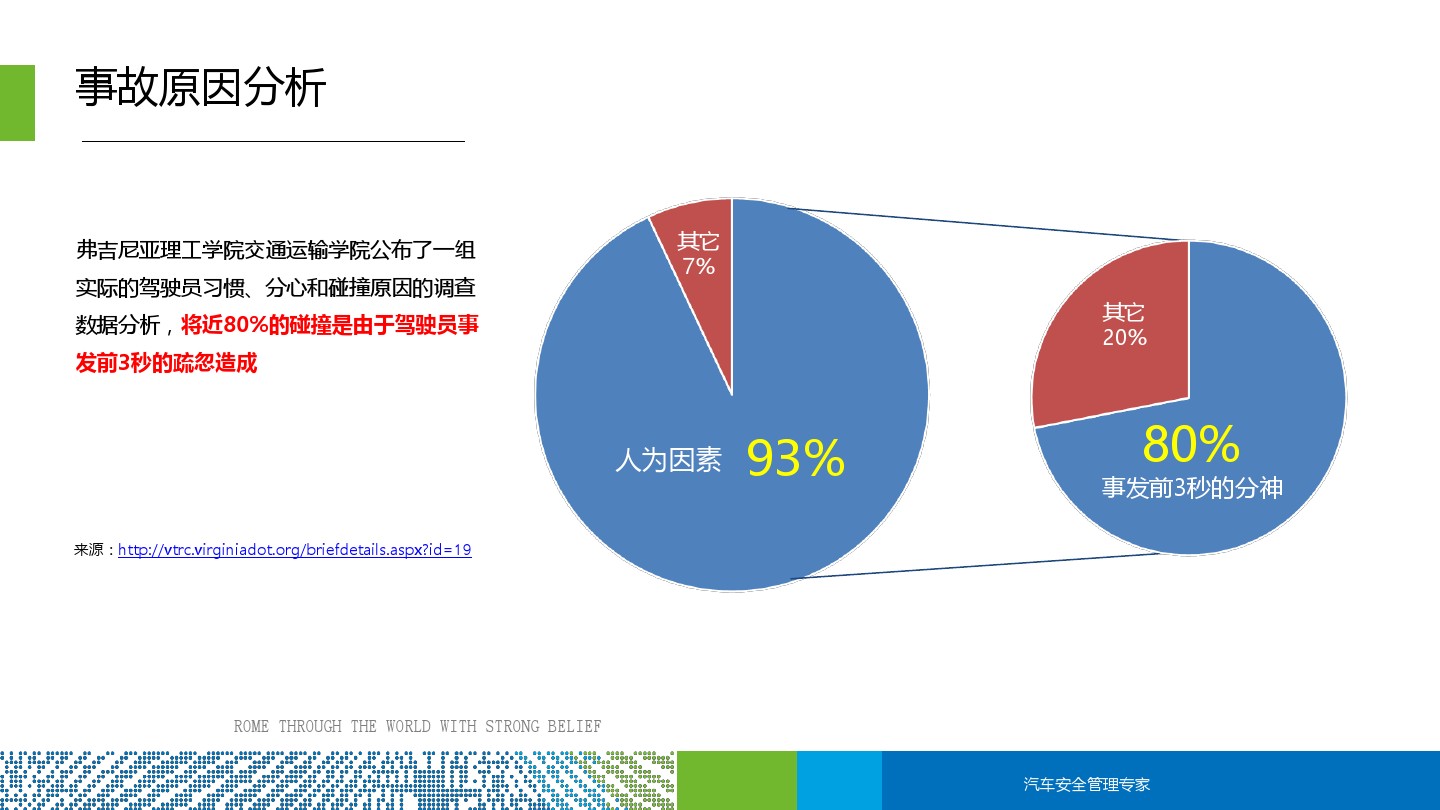 事故原因分析
弗吉尼亚理工学院交通运输学院公布了一组
实际的驾驶员习惯、分心和碰撞原因的调查
数据分析，将近80%的碰撞是由于驾驶员事
发前3秒的疏忽造成
来源：http://vtrc.virginiadot.org/briefdetails.aspx?id=19
其它
7%
人为因素 93%
其它
20%
80%
事发前3秒的分神
ROME THROUGH THE WORLD WITH STRONG BELIEF
汽车安全管理专家